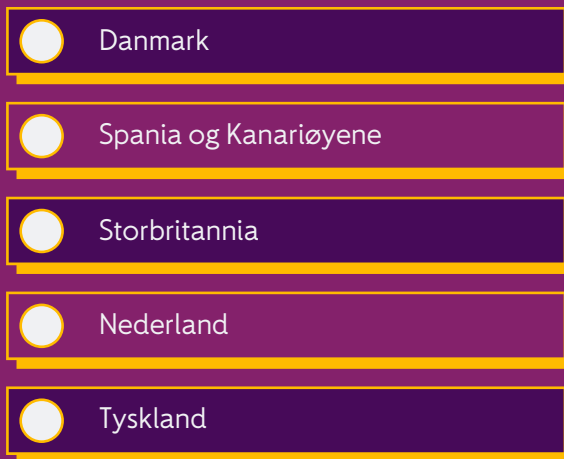 Danmark
Spania og Kanariøyene
Storbritannia
Nederland
Tyskland